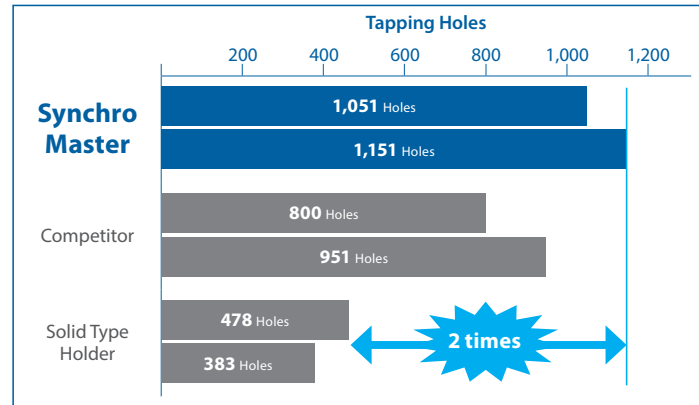 Tapping Holes
200 400 600 800 1,000 1,200
Synchro
Master
1,051 Holes
1,151 Holes
Competitor
800 Holes
951 Holes
Solid Type
Holder
478 Holes
383 Holes
2 times